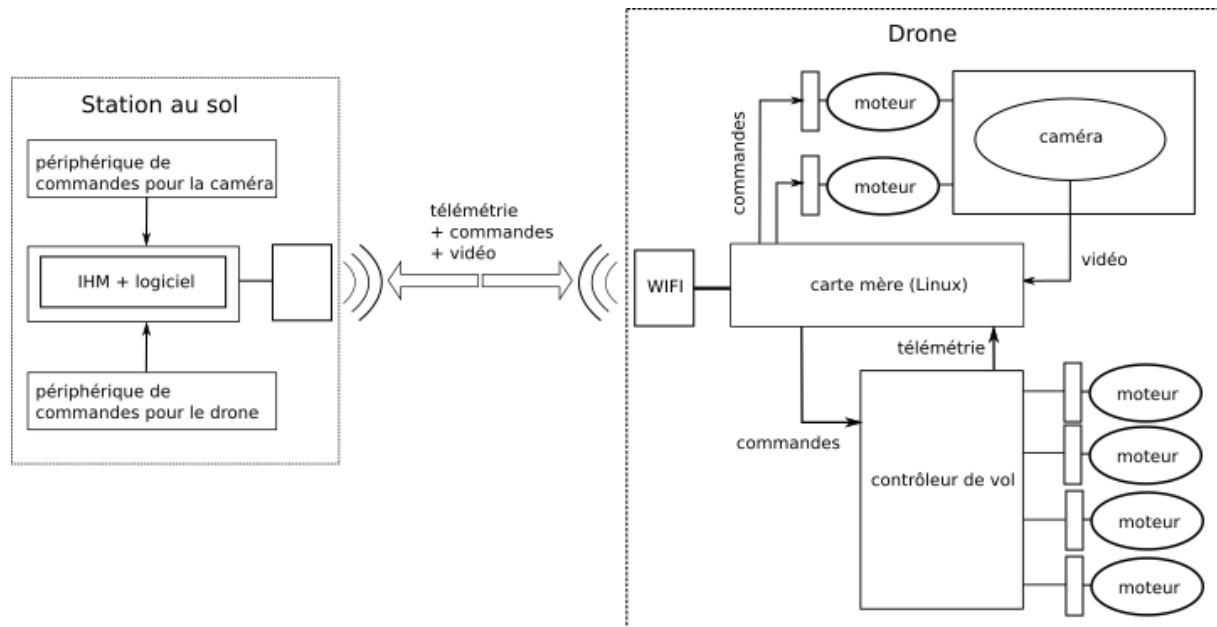 Station au sol
périphérique de
commandes pour la caméra
IHM + logiciel
périphérique de
commandes pour le drone
télémétrie
+ commandes
+ vidéo
Drone
commandes
moteur
moteur
caméra
vidéo
WIFI
carte mère (Linux)
télémétrie
commandes
contrôleur de vol
moteur
moteur
moteur
moteur